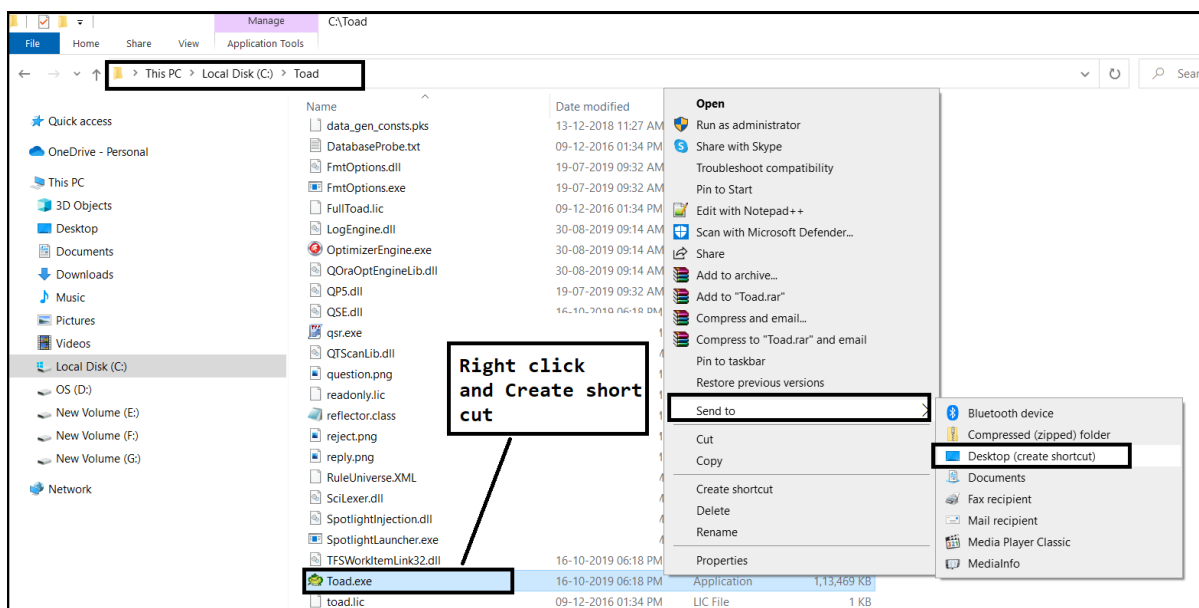 Manage
C:\Toad
File Home Share View Application Tools
This PC > Local Disk (C:) > Toad
Sear
Quick access
OneDrive - Personal
This PC
3D Objects
Desktop
Documents
Downloads
Music
Pictures
Videos
Local Disk (C:)
OS (D:)
New Volume (E:)
New Volume (F:)
New Volume (G:)
Network
Name Date modified
data_gen_consts.pks 13-12-2018 11:27 AM
DatabaseProbe.txt 09-12-2016 01:34 PM
FmtOptions.dll 19-07-2019 09:32 AM
FmtOptions.exe 19-07-2019 09:32 AM
FullToad.lic 09-12-2016 01:34 PM
LogEngine.dll 30-08-2019 09:14 AM
OptimizerEngine.exe 30-08-2019 09:14 AM
QOraOptEngineLib.dll 30-08-2019 09:14 AM
QP5.dll 19-07-2019 09:32 AM
QSE.dll 16-10-2019 06:18 PM
qsr.exe
QTScanLib.dll
question.png
readonly.lic
reflector.class
reject.png
reply.png
RuleUniverse.XML
SciLexer.dll
SpotlightInjection.dll
SpotlightLauncher.exe
TFSWorkItemLink32.dll 16-10-2019 06:18 PM
Toad.exe 16-10-2019 06:18 PM Application 1,13,469 KB
toad.lic 09-12-2016 01:34 PM LIC File 1 KB
Right click
and Create short
cut
Open
Run as administrator
Share with Skype
Troubleshoot compatibility
Pin to Start
Edit with Notepad++
Scan with Microsoft Defender...
Share
Add to archive...
Add to "Toad.rar"
Compress and email...
Compress to "Toad.rar" and email
Pin to taskbar
Restore previous versions
Send to
Cut
Copy
Create shortcut
Delete
Rename
Properties
Bluetooth device
Compressed (zipped) folder
Desktop (create shortcut)
Documents
Fax recipient
Mail recipient
Media Player Classic
MediaInfo